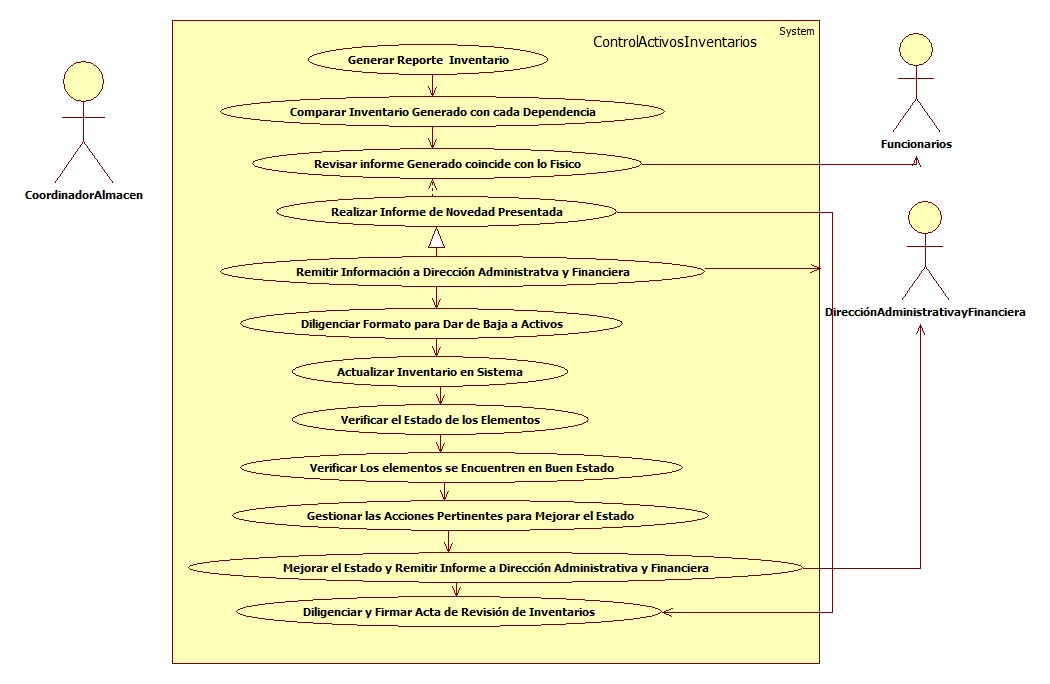 System
ControlActivosInventarios
Generar Reporte  Inventario
Comparar Inventario Generado con cada Dependencia
Revisar informe Generado coincide con lo Fisico
Realizar Informe de Novedad Presentada
Remitir Información a Dirección Administratva y Financiera
Diligenciar Formato para Dar de Baja a Activos
Actualizar Inventario en Sistema
Verificar el Estado de los Elementos
Verificar Los elementos se Encuentren en Buen Estado
Gestionar las Acciones Pertinentes para Mejorar el Estado
Mejorar el Estado y Remitir Informe a Dirección Administrativa y Financiera
Diligenciar y Firmar Acta de Revisión de Inventarios
CoordinadorAlmacen
Funcionarios
DirecciónAdministrativayFinanciera